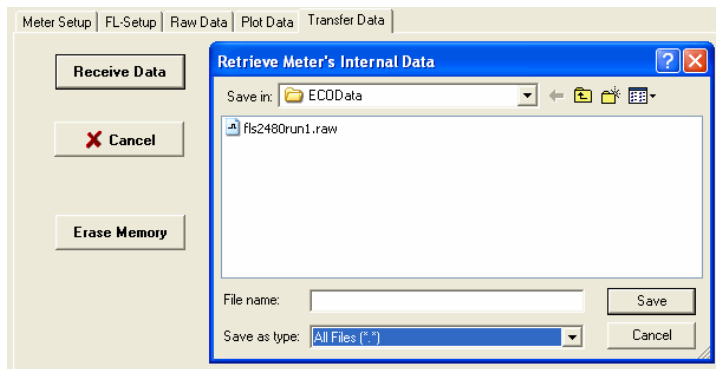 Meter Setup FL-Setup Raw Data Plot Data Transfer Data
Receive Data
Cancel
Erase Memory
Retrieve Meter's Internal Data
Save in: ECOData
fls2480run1.raw
File name:
Save
Save as type: All Files (*.*)
Cancel